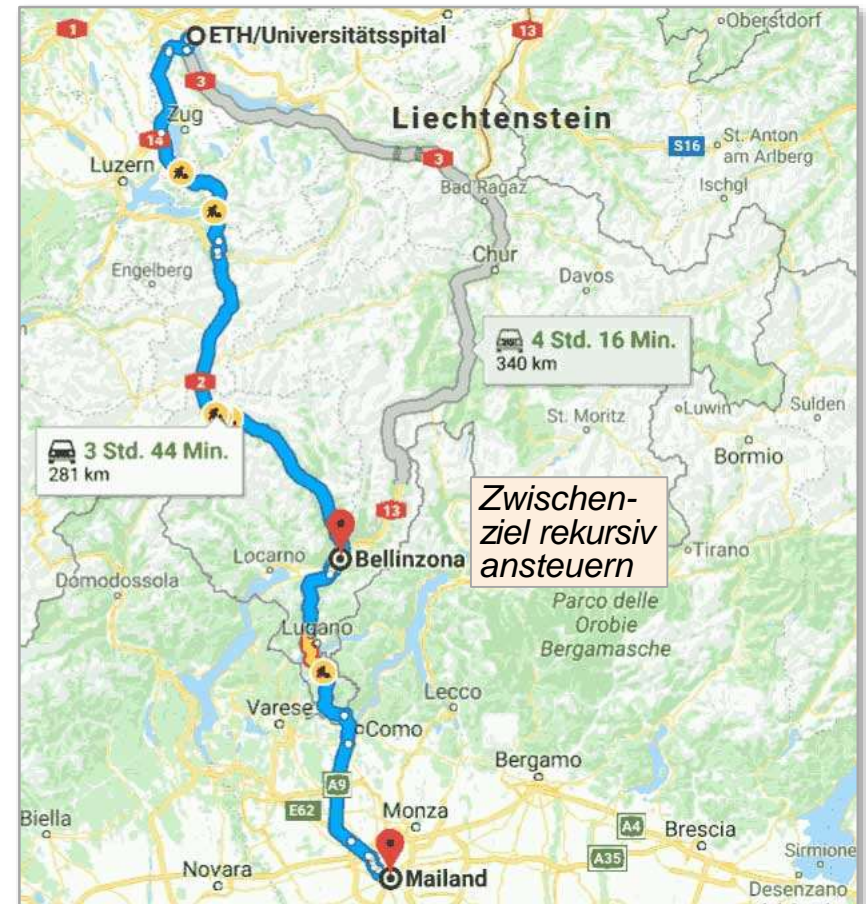 1
ETH/Universitätsspital
13
Oberstdorf
3
Liechtenstein
Zug
14
3
S16
St. Anton
am Arlberg
Luzern
Bad Ragaz
Ischgl
Engelberg
Chur
Davos
4 Std. 16 Min.
340 km
2
St. Moritz
Luwin
Sulden
3 Std. 44 Min.
281 km
Bormio
13
Zwischen-
ziel rekursiv
ansteuern
Locarno
Bellinzona
Tirano
Domodossola
Parco delle
Orobie
Bergamasche
Lugano
Lecco
Varese
Como
Bergamo
A9
E62
Monza
Biella
A4
Brescia
A35
Sirmione
Novara
Mailand
Desenzano